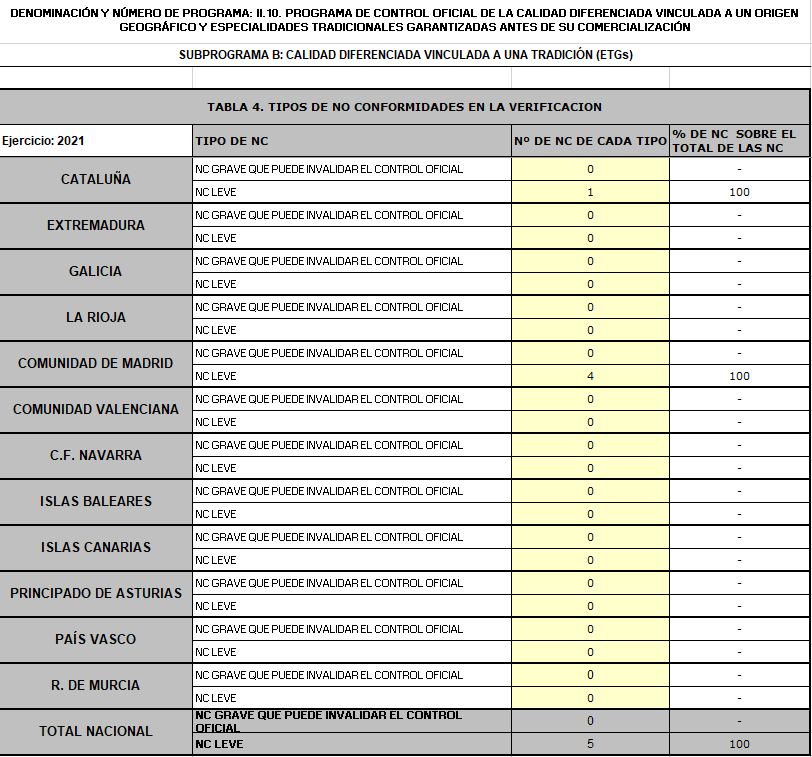 DENOMINACIÓN Y NÚMERO DE PROGRAMA: II.10. PROGRAMA DE CONTROL OFICIAL DE LA CALIDAD DIFERENCIADA VINCULADA A UN ORIGEN
GEOGRÁFICO Y ESPECIALIDADES TRADICIONALES GARANTIZADAS ANTES DE SU COMERCIALIZACIÓN
SUBPROGRAMA B: CALIDAD DIFERENCIADA VINCULADA A UNA TRADICIÓN (ETGs)
TABLA 4. TIPOS DE NO CONFORMIDADES EN LA VERIFICACION
Ejercicio: 2021 TIPO DE NC Nº DE NC DE CADA TIPO % DE NC SOBRE EL
TOTAL DE LAS NC
CATALUÑA
NC GRAVE QUE PUEDE INVALIDAR EL CONTROL OFICIAL 0 -
NC LEVE 1 100
EXTREMADURA
NC GRAVE QUE PUEDE INVALIDAR EL CONTROL OFICIAL 0 -
NC LEVE 0 -
GALICIA
NC GRAVE QUE PUEDE INVALIDAR EL CONTROL OFICIAL 0 -
NC LEVE 0 -
LA RIOJA
NC GRAVE QUE PUEDE INVALIDAR EL CONTROL OFICIAL 0 -
NC LEVE 0 -
COMUNIDAD DE MADRID
NC GRAVE QUE PUEDE INVALIDAR EL CONTROL OFICIAL 0 -
NC LEVE 4 100
COMUNIDAD VALENCIANA
NC GRAVE QUE PUEDE INVALIDAR EL CONTROL OFICIAL 0 -
NC LEVE 0 -
C.F. NAVARRA
NC GRAVE QUE PUEDE INVALIDAR EL CONTROL OFICIAL 0 -
NC LEVE 0 -
ISLAS BALEARES
NC GRAVE QUE PUEDE INVALIDAR EL CONTROL OFICIAL 0 -
NC LEVE 0 -
ISLAS CANARIAS
NC GRAVE QUE PUEDE INVALIDAR EL CONTROL OFICIAL 0 -
NC LEVE 0 -
PRINCIPADO DE ASTURIAS
NC GRAVE QUE PUEDE INVALIDAR EL CONTROL OFICIAL 0 -
NC LEVE 0 -
PAÍS VASCO
NC GRAVE QUE PUEDE INVALIDAR EL CONTROL OFICIAL 0 -
NC LEVE 0 -
R. DE MURCIA
NC GRAVE QUE PUEDE INVALIDAR EL CONTROL OFICIAL 0 -
NC LEVE 0 -
TOTAL NACIONAL
NC GRAVE QUE PUEDE INVALIDAR EL CONTROL
OFICIAL 0 -
NC LEVE 5 100